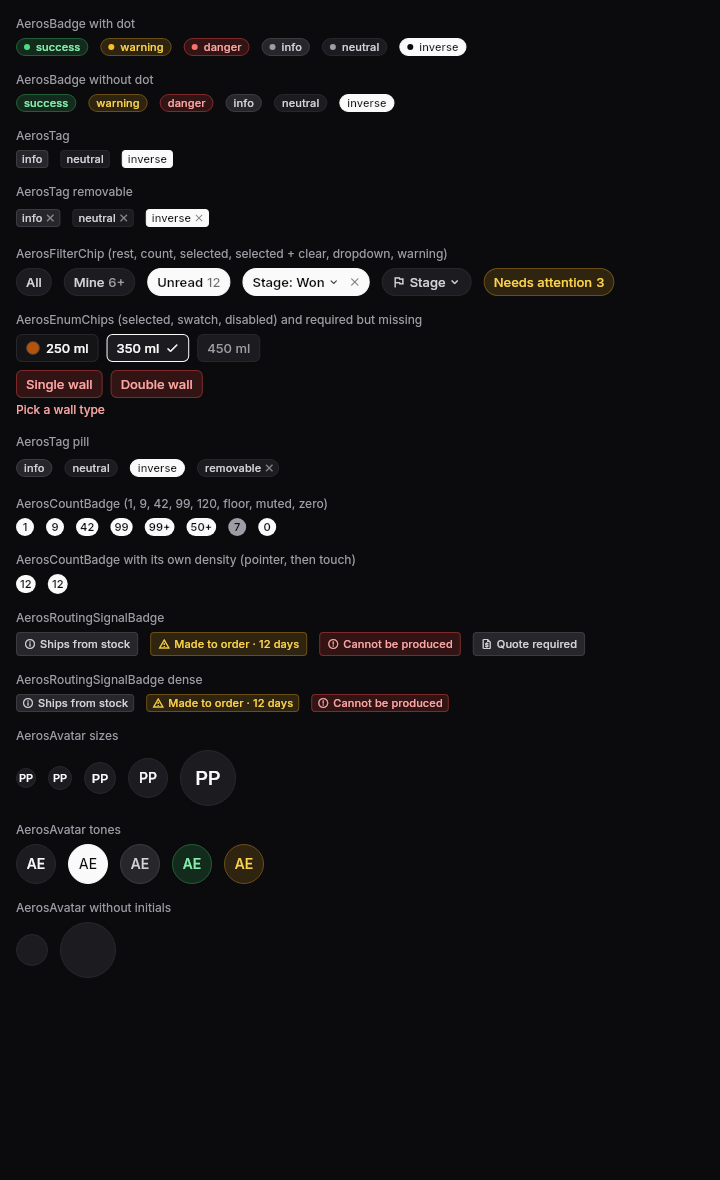 AerosBadge with dot
success warning danger info neutral inverse
AerosBadge without dot
success warning danger info neutral inverse
AerosTag
info neutral inverse
AerosTag removable
info neutral inverse
AerosFilterChip (rest, count, selected, selected + clear, dropdown, warning)
All Mine 6+ Unread 12 Stage: Won Stage Needs attention 3
AerosEnumChips (selected, swatch, disabled) and required but missing
250 ml 350 ml 450 ml
Single wall Double wall
Pick a wall type
AerosTag pill
info neutral inverse removable
AerosCountBadge (1, 9, 42, 99, 120, floor, muted, zero)
1 9 42 99 99+ 50+ 7 0
AerosCountBadge with its own density (pointer, then touch)
12 12
AerosRoutingSignalBadge
Ships from stock Made to order · 12 days Cannot be produced Quote required
AerosRoutingSignalBadge dense
Ships from stock Made to order · 12 days Cannot be produced
AerosAvatar sizes
PP PP PP PP PP
AerosAvatar tones
AE AE AE AE AE
AerosAvatar without initials